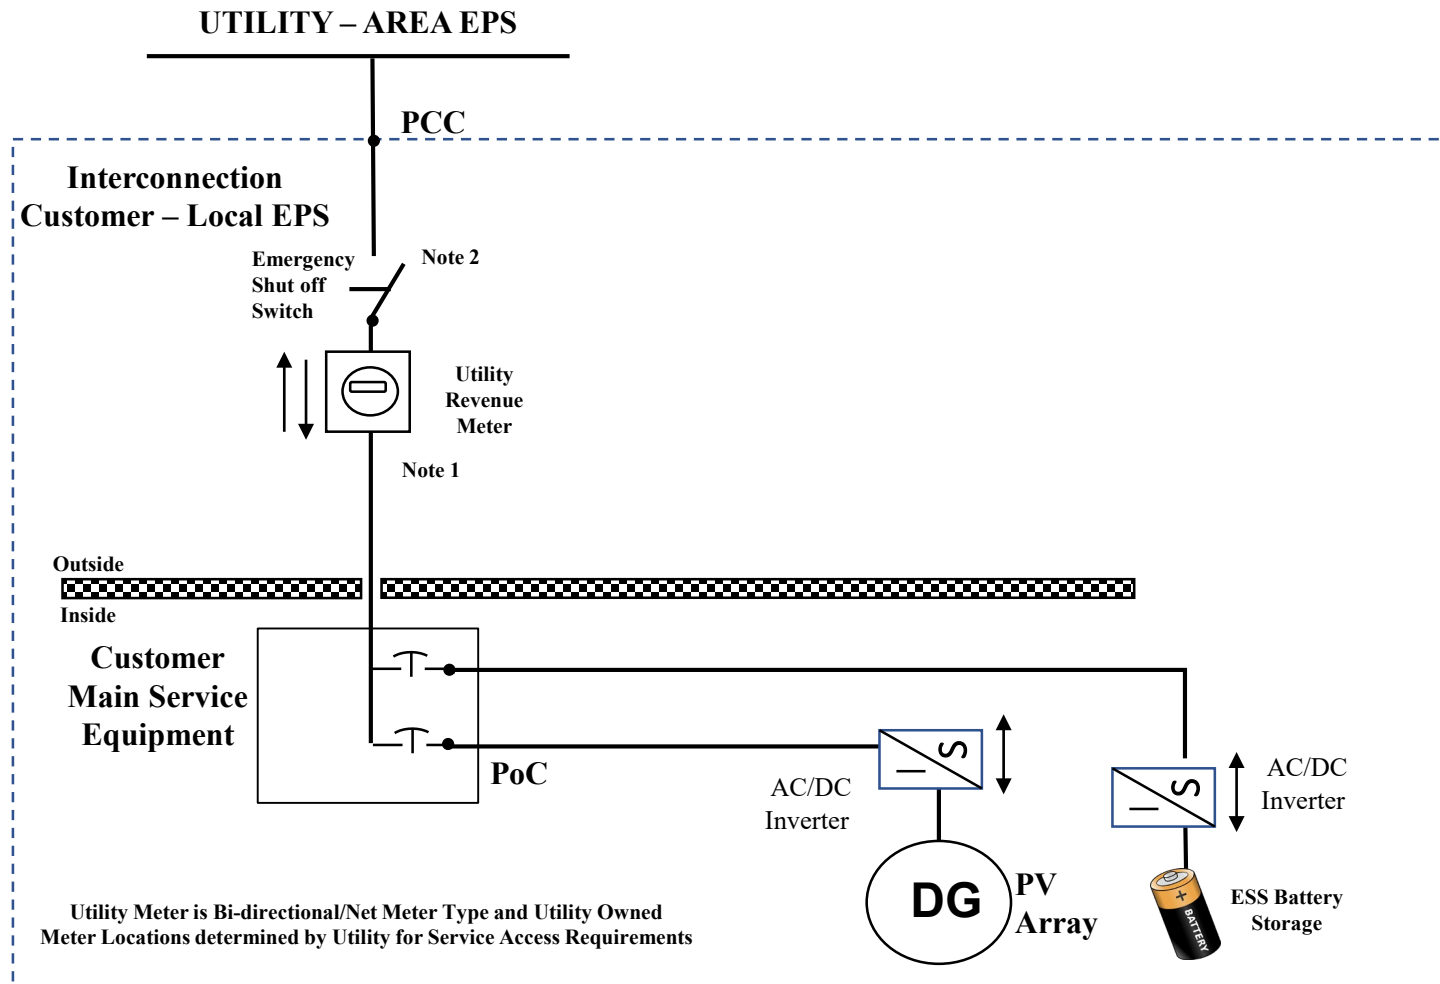 UTILITY – AREA EPS
PCC
Interconnection
Customer – Local EPS
Emergency
Shut off
Switch
Note 2
Utility
Revenue
Meter
Note 1
Outside
Inside
Customer
Main Service
Equipment
PoC
AC/DC
Inverter
AC/DC
Inverter
DG
PV
Array
+
BATTERY
ESS Battery
Storage
Utility Meter is Bi-directional/Net Meter Type and Utility Owned
Meter Locations determined by Utility for Service Access Requirements